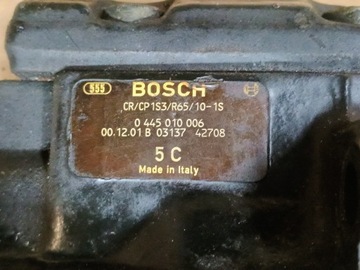 555 BOSCH
CR/CP1S3/R65/10-1S
0 445 010 006
00.12.01 B 03137 42708
5 C
Made in Italy